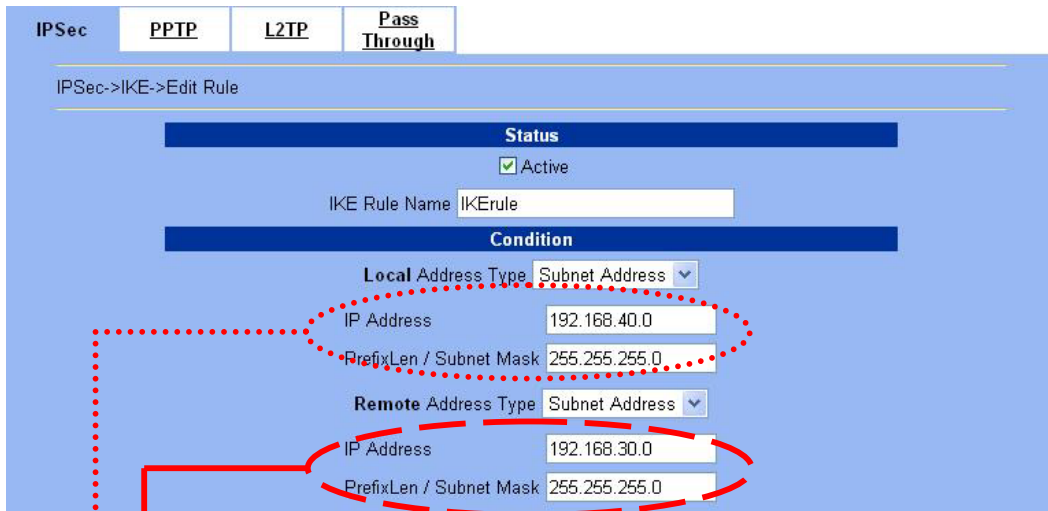 IPSec PPTP L2TP Pass Through
IPSec->IKE->Edit Rule
Status
Active
IKE Rule Name IKErule
Condition
Local Address Type Subnet Address
IP Address 192.168.40.0
PrefixLen / Subnet Mask 255.255.255.0
Remote Address Type Subnet Address
IP Address 192.168.30.0
PrefixLen / Subnet Mask 255.255.255.0